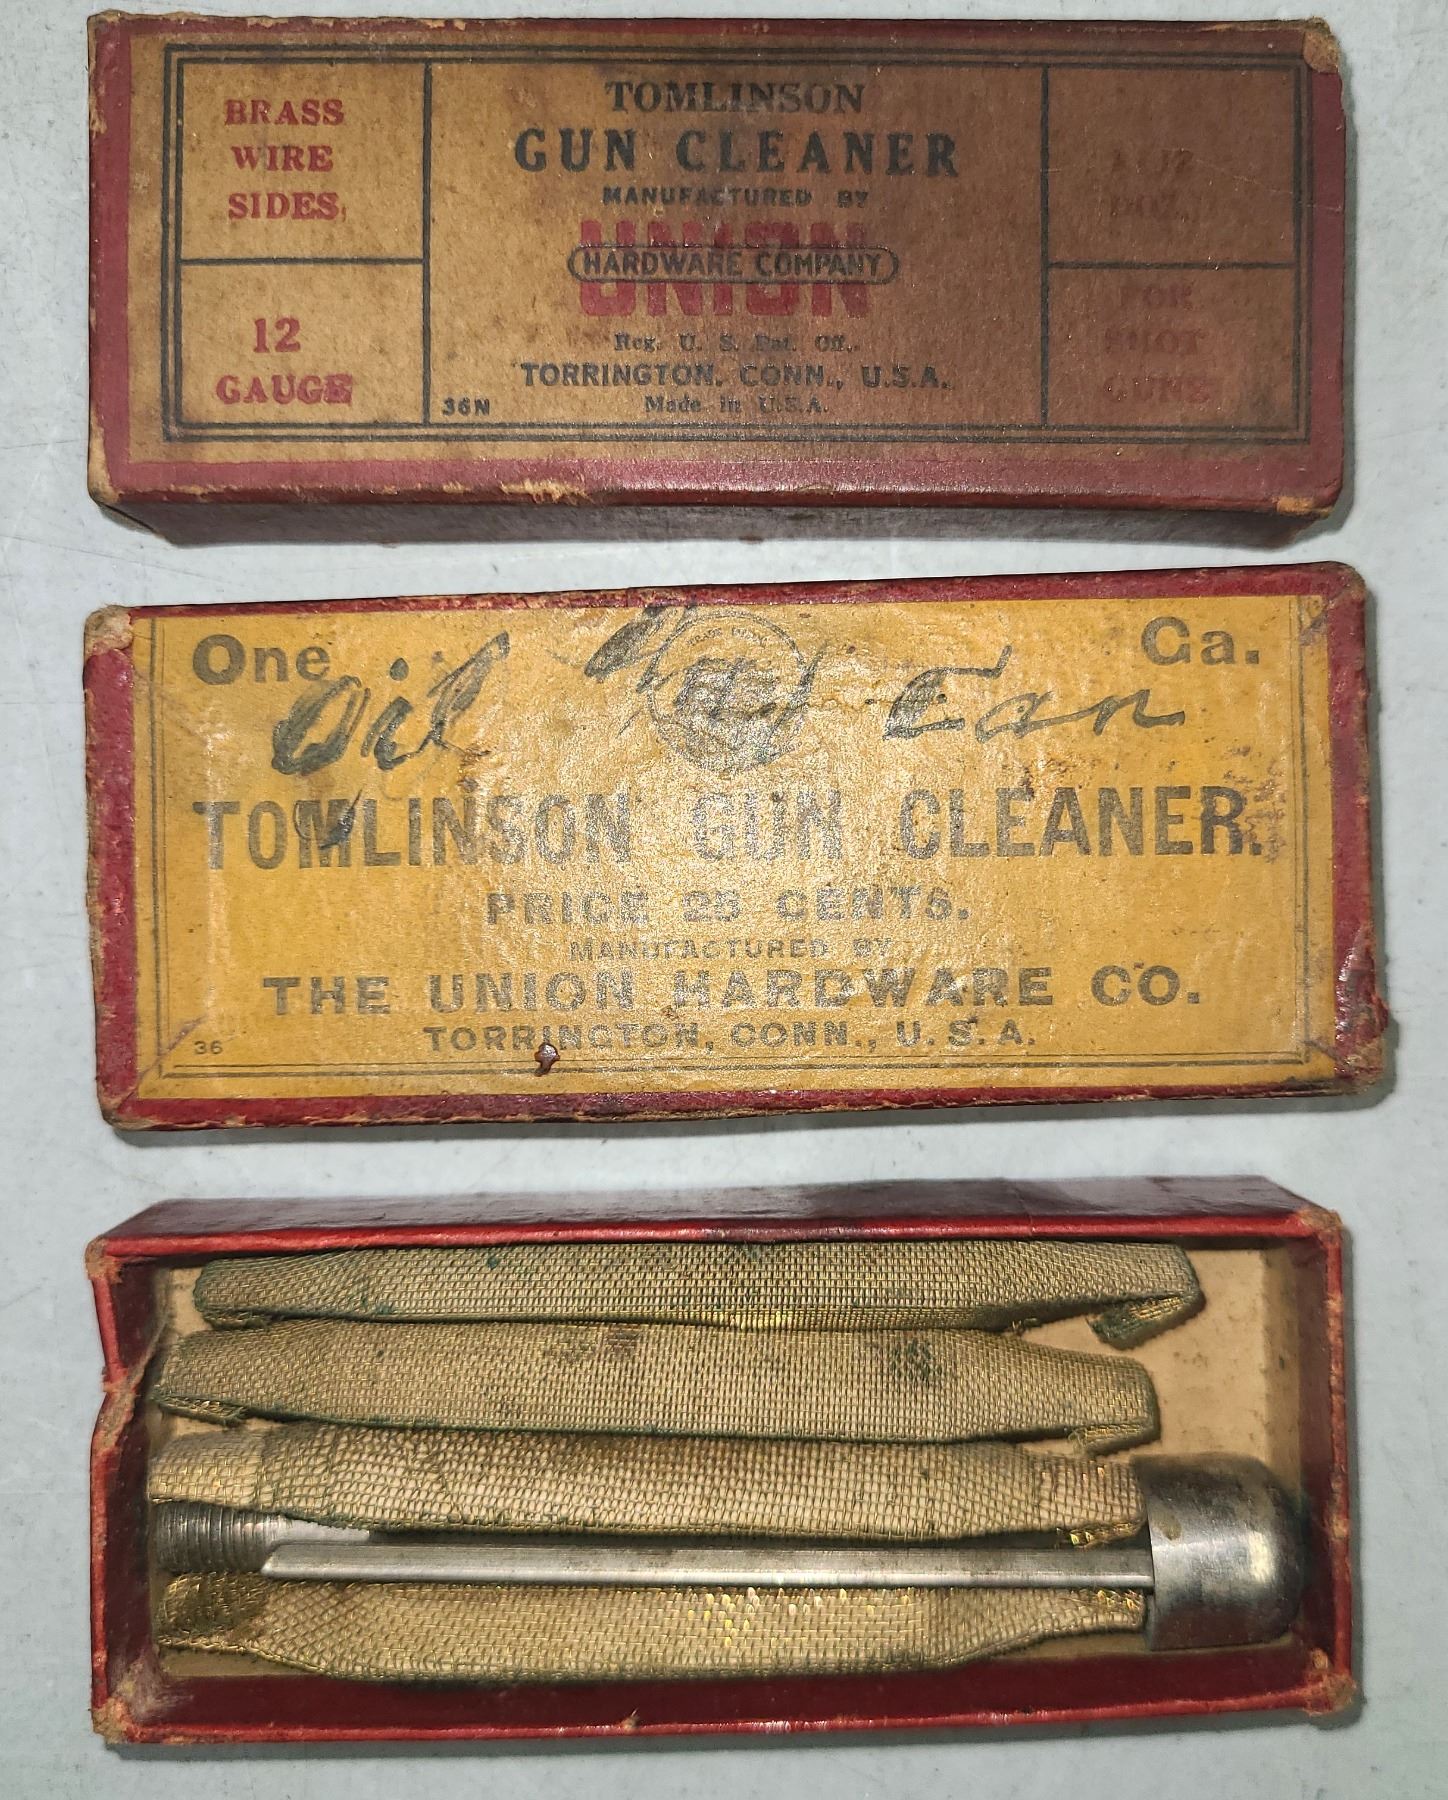 BRASS
WIRE
SIDES
12
GAUGE
TOMLINSON
GUN CLEANER
MANUFACTURED BY
UNION
HARDWARE COMPANY
Reg. U. S. Pat. Off.
TORRINGTON, CONN., U.S.A.
36N
Made in U.S.A.
DOZ.
FOR
SHOT
GUNS
One
Ga.
Oil
Can
TOMLINSON GUN CLEANER.
PRICE 25 CENTS.
MANUFACTURED BY
THE UNION HARDWARE CO.
TORRINGTON, CONN., U.S.A.
36